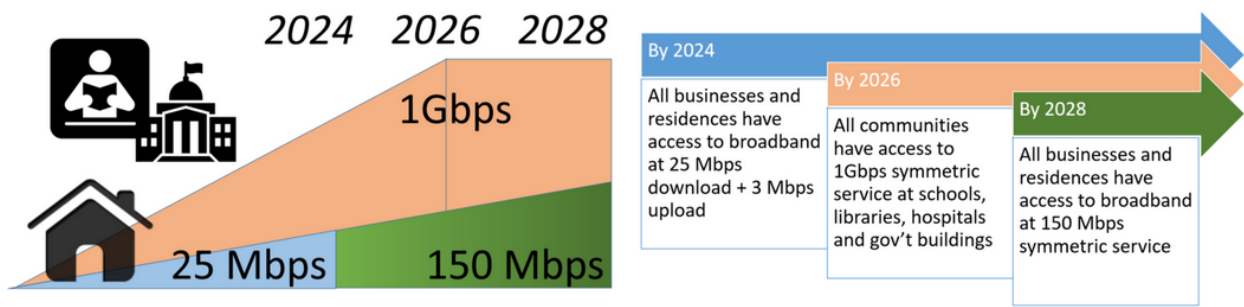 2024 2026 2028
1Gbps
25 Mbps 150 Mbps
By 2024
All businesses and
residences have
access to broadband
at 25 Mbps
download + 3 Mbps
upload
By 2026
All communities
have access to
1Gbps symmetric
service at schools,
libraries, hospitals
and gov't buildings
By 2028
All businesses and
residences have
access to broadband
at 150 Mbps
symmetric service